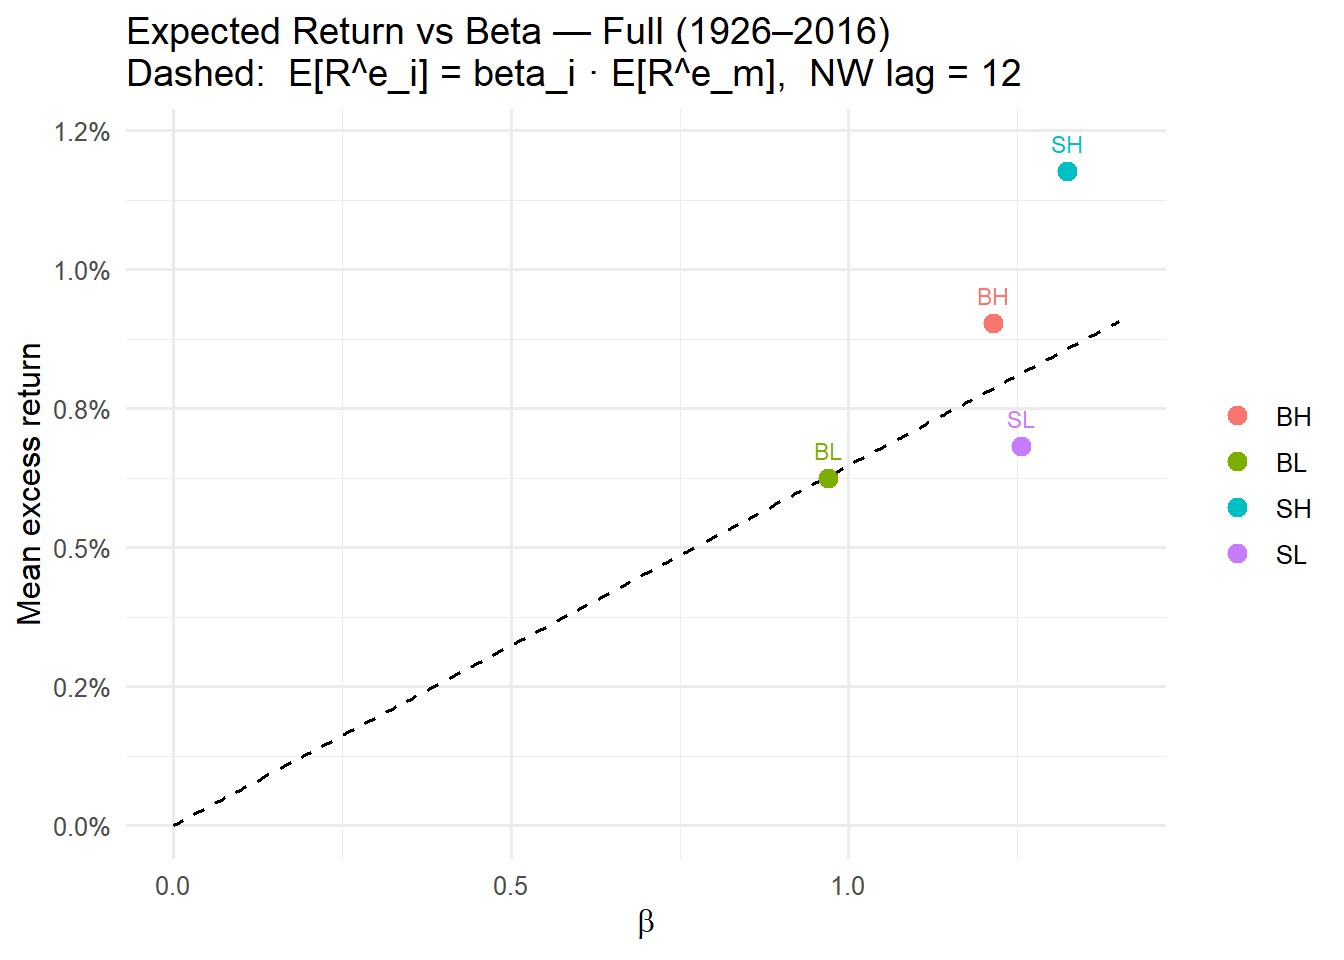 Expected Return vs Beta — Full (1926–2016)
Dashed:  E[R^e_i] = beta_i · E[R^e_m],  NW lag = 12
Mean excess return
1.2%
1.0%
0.8%
0.5%
0.2%
0.0%
SH
BH
SL
BL
0.0
0.5
1.0
β
BH
BL
SH
SL